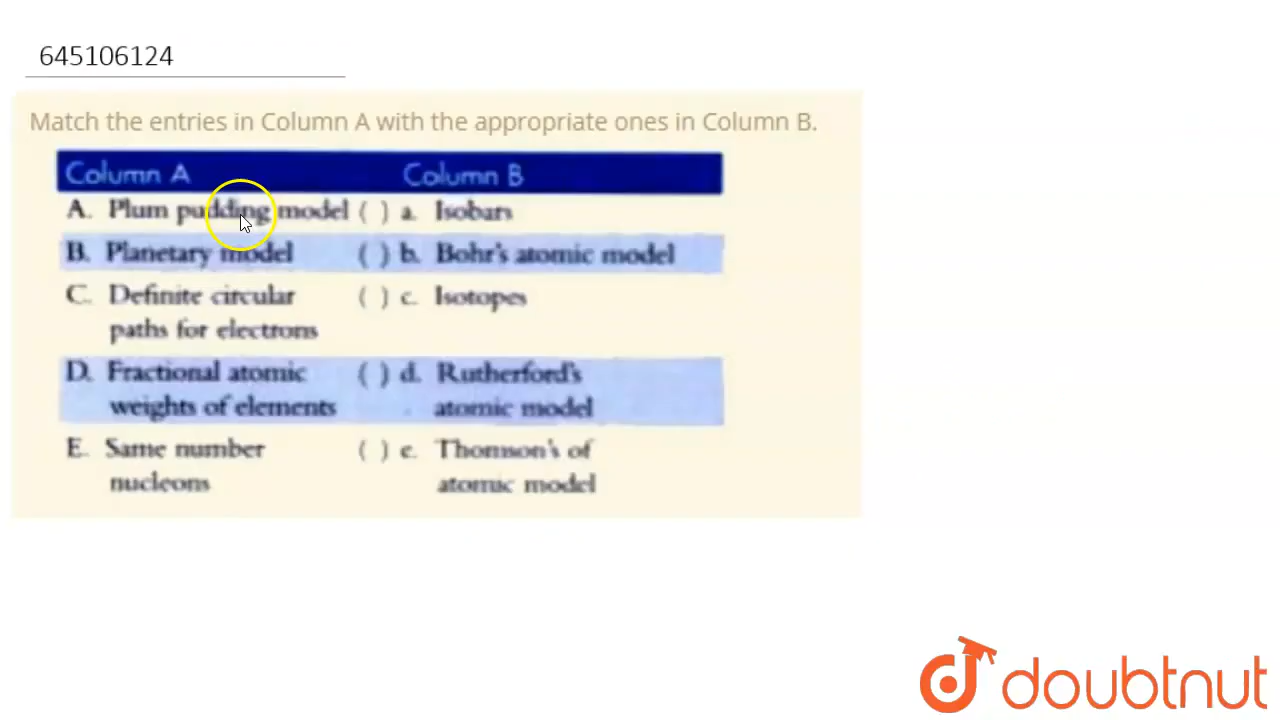 645106124
Match the entries in Column A with the appropriate ones in Column B.
Column A Column B
A. Plum pudding model ( ) a. Isobars
B. Planetary model ( ) b. Bohr's atomic model
C. Definite circular ( ) c. Isotopes
paths for electrons
D. Fractional atomic ( ) d. Rutherford's
weights of elements atomic model
E. Same number ( ) e. Thomson's of
nucleons atomic model
doubtnut